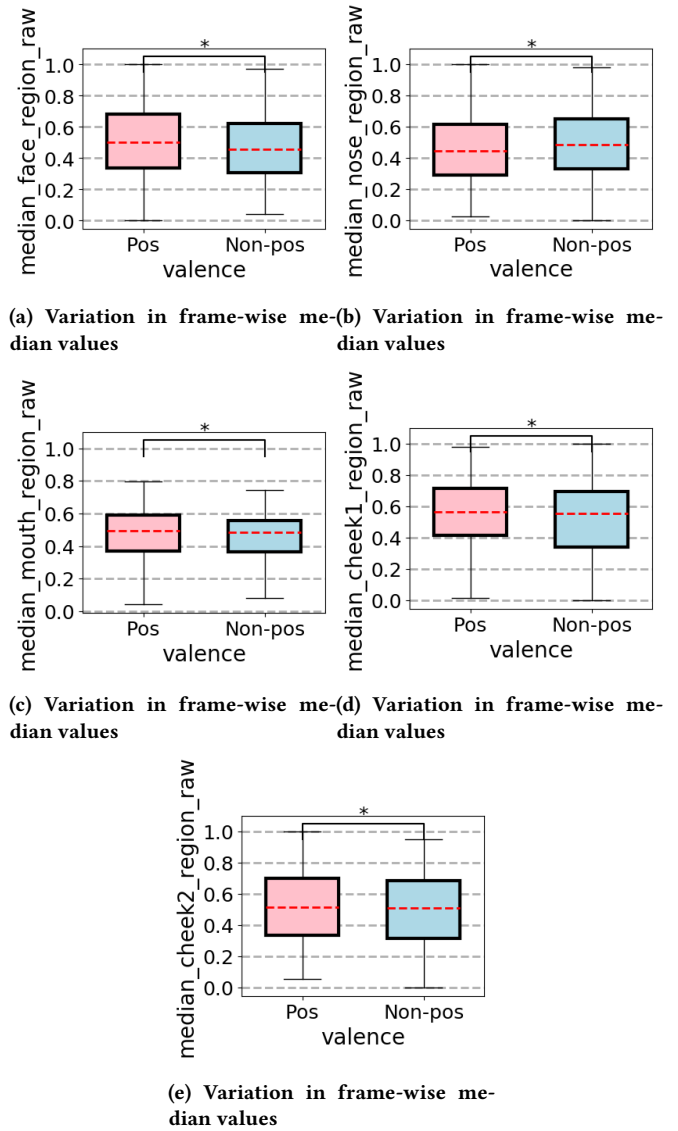 median_face_region_raw
*
1.0
0.8
0.6
0.4
0.2
0.0
Pos Non-pos
valence
(a) Variation in frame-wise me-
dian values
median_nose_region_raw
*
1.0
0.8
0.6
0.4
0.2
0.0
Pos Non-pos
valence
(b) Variation in frame-wise me-
dian values
median_mouth_region_raw
*
1.0
0.8
0.6
0.4
0.2
0.0
Pos Non-pos
valence
(c) Variation in frame-wise me-
dian values
median_cheek1_region_raw
*
1.0
0.8
0.6
0.4
0.2
0.0
Pos Non-pos
valence
(d) Variation in frame-wise me-
dian values
median_cheek2_region_raw
*
1.0
0.8
0.6
0.4
0.2
0.0
Pos Non-pos
valence
(e) Variation in frame-wise me-
dian values